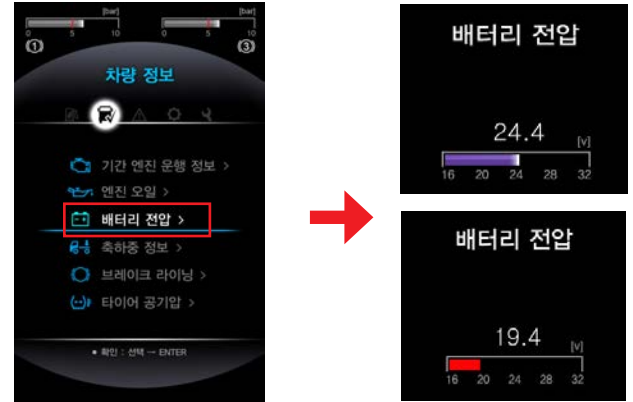 [bar] [bar]
0 5 10 0 5 10
(1) (3)
차량 정보
기간 엔진 운행 정보 >
엔진 오일 >
배터리 전압 >
축하중 정보 >
브레이크 라이닝 >
타이어 공기압 >
• 확인 : 선택 → ENTER
배터리 전압
24.4 [v]
16 20 24 28 32
배터리 전압
19.4 [v]
16 20 24 28 32